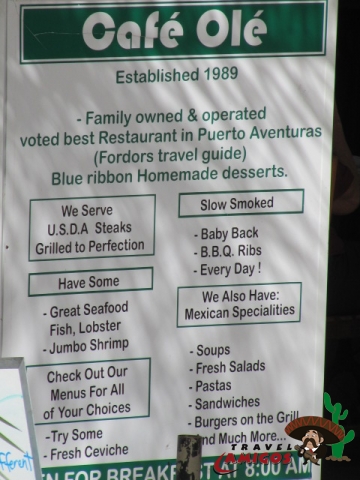 Café Olé
Established 1989
- Family owned & operated
voted best Restaurant in Puerto Aventuras
(Fordors travel guide)
Blue ribbon Homemade desserts.
We Serve
U.S.D.A Steaks
Grilled to Perfection
Have Some
- Great Seafood
Fish, Lobster
- Jumbo Shrimp
Check Out Our
Menus For All
of Your Choices
-Try Some
- Fresh Ceviche
Slow Smoked
- Baby Back
- B.B.Q. Ribs
- Every Day !
We Also Have:
Mexican Specialities
- Soups
- Fresh Salads
- Pastas
- Sandwiches
- Burgers on the Grill
and Much More...
FOR BREAKFAST AT 8:00 AM
TRAVEL
AMIGOS